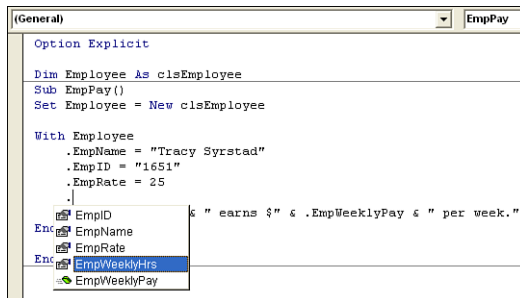 (General) EmpPay
Option Explicit
Dim Employee As clsEmployee
Sub EmpPay()
Set Employee = New clsEmployee
With Employee
.EmpName = "Tracy Syrstad"
.EmpID = "1651"
.EmpRate = 25
.
EmpID & " earns $" & .EmpWeeklyPay & " per week."
EmpName
EmpRate
EmpWeeklyHrs
EmpWeeklyPay